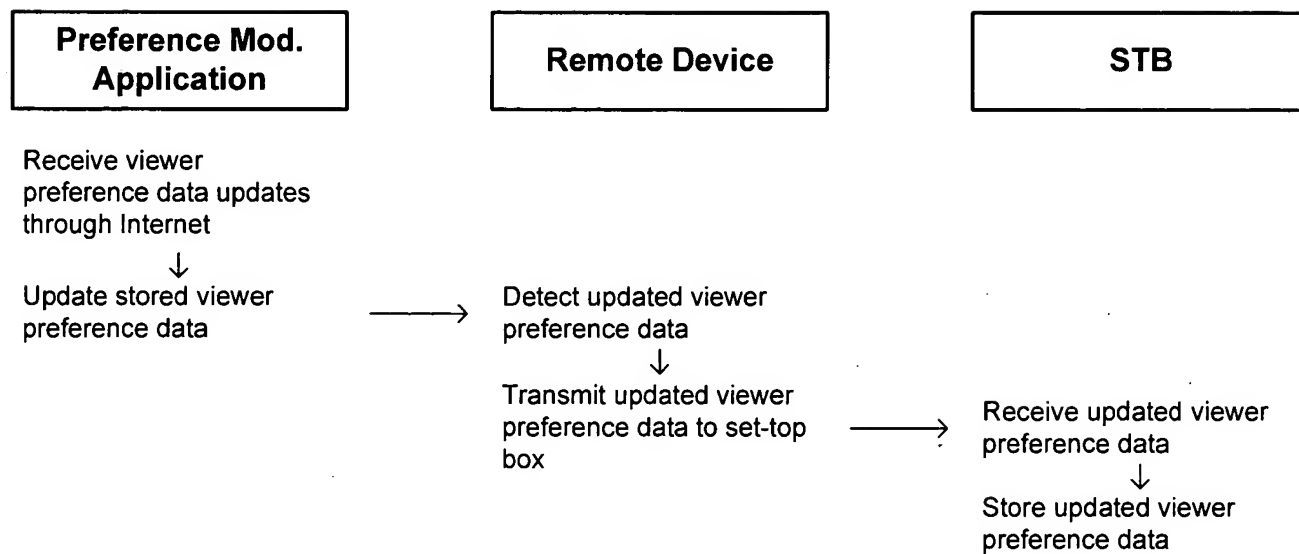 Preference Mod.
Application
Remote Device
STB
Receive viewer
preference data updates
through Internet
Update stored viewer
preference data
Detect updated viewer
preference data
Transmit updated viewer
preference data to set-top
box
Receive updated viewer
preference data
Store updated viewer
preference data